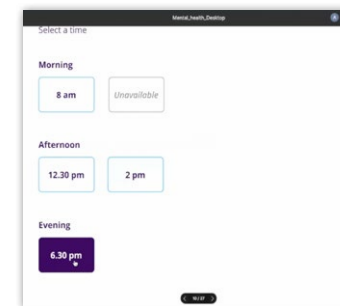 Mental_health_Desktop
Select a time
Morning
8 am
Unavailable
Afternoon
12.30 pm
2 pm
Evening
6.30 pm